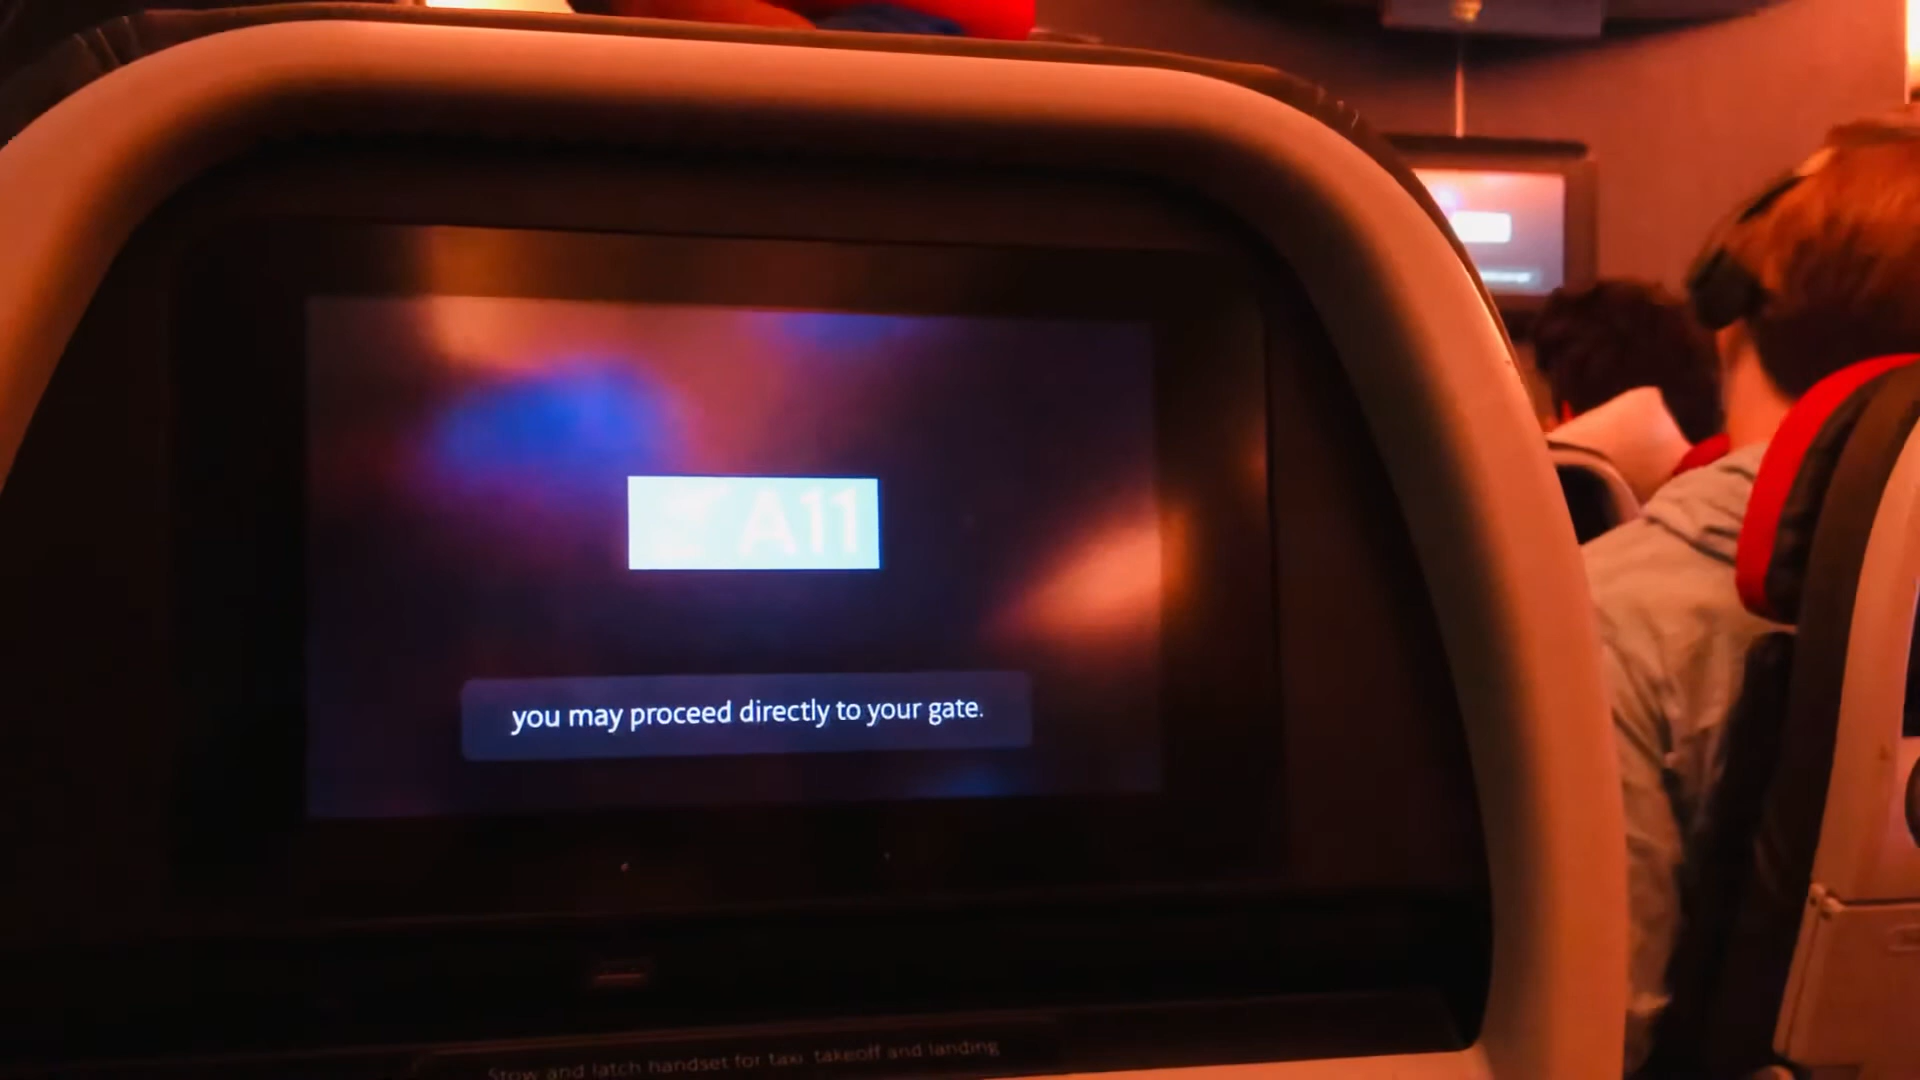 A11
you may proceed directly to your gate.
Stow and latch handset for taxi, takeoff and landing